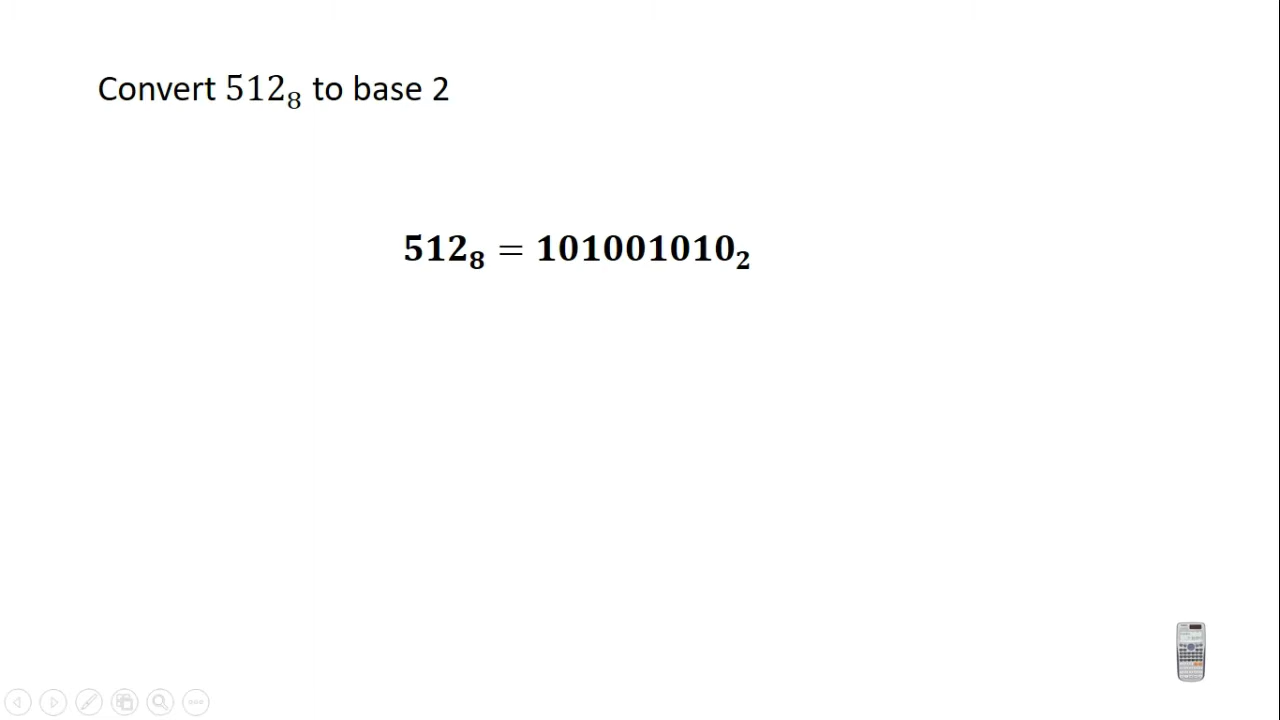 Convert 512₈ to base 2
512₈ = 101001010₂